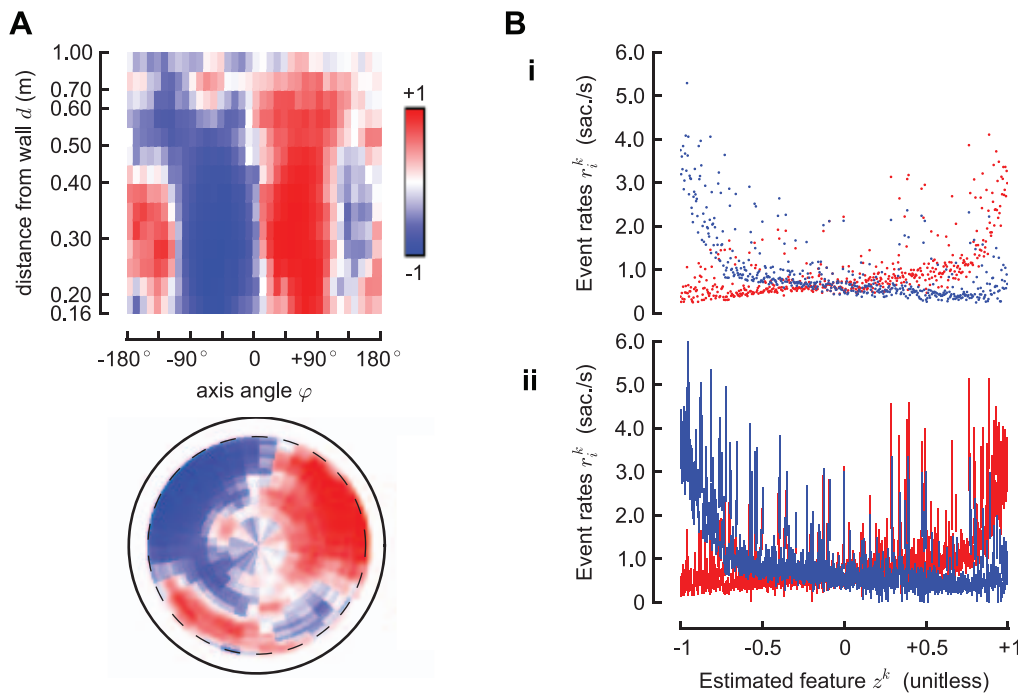 A
1.00
0.70
0.60
0.50
0.40
0.30
0.20
0.16
distance from wall d (m)
+1
-1
-180° -90° 0 +90° 180°
axis angle φ
B
i
6.0
5.0
4.0
3.0
2.0
1.0
0
Event rates r_i^k (sac./s)
ii
6.0
5.0
4.0
3.0
2.0
1.0
0
Event rates r_i^k (sac./s)
-1 -0.5 0 +0.5 +1
Estimated feature z^k (unitless)